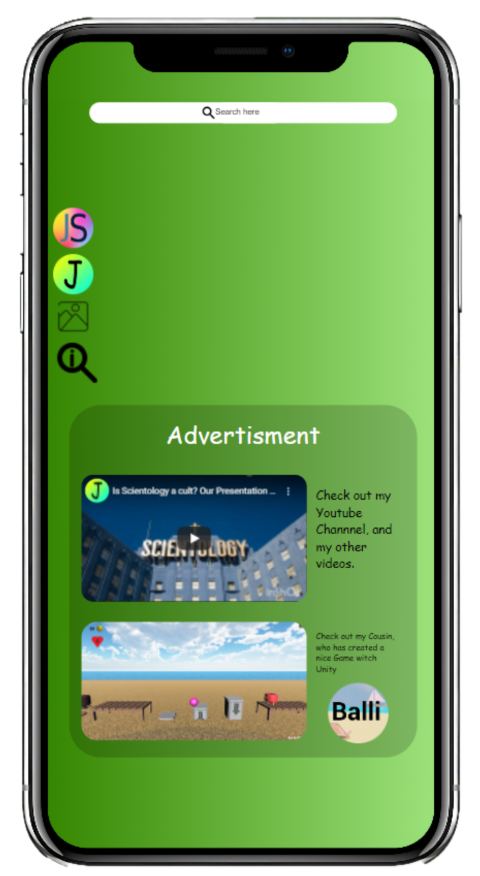 Search here
JS
J
i
Advertisment
J Is Scientology a cult? Our Presentation ...
SCIENTOLOGY
InShOt
Check out my
Youtube
Channnel, and
my other
videos.
Check out my Cousin,
who has created a
nice Game witch
Unity
Balli